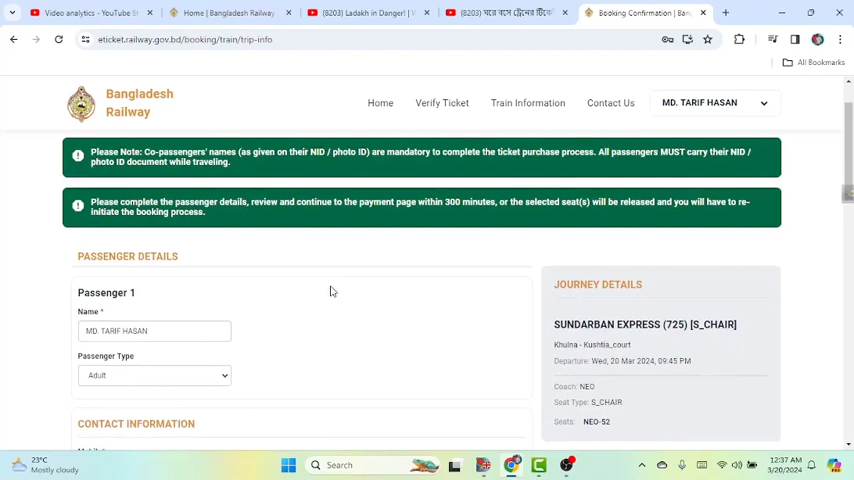 Video analytics - YouTube S
Home | Bangladesh Railway
(8203) Ladakh in Danger! |
(8203) ঘরে বসে ট্রেনের টিকে
Booking Confirmation | Ban
eticket.railway.gov.bd/booking/train/trip-info
All Bookmarks
Bangladesh
Railway
Home
Verify Ticket
Train Information
Contact Us
MD. TARIF HASAN
Please Note: Co-passengers' names (as given on their NID / photo ID) are mandatory to complete the ticket purchase process. All passengers MUST carry their NID /
photo ID document while traveling.
Please complete the passenger details, review and continue to the payment page within 300 minutes, or the selected seat(s) will be released and you will have to re-
initiate the booking process.
PASSENGER DETAILS
Passenger 1
Name *
MD. TARIF HASAN
Passenger Type
Adult
CONTACT INFORMATION
JOURNEY DETAILS
SUNDARBAN EXPRESS (725) [S_CHAIR]
Khulna - Kushtia_court
Departure: Wed, 20 Mar 2024, 09:45 PM
Coach: NEO
Seat Type: S_CHAIR
Seats: NEO-52
23°C
Mostly cloudy
Search
12:37 AM
3/20/2024